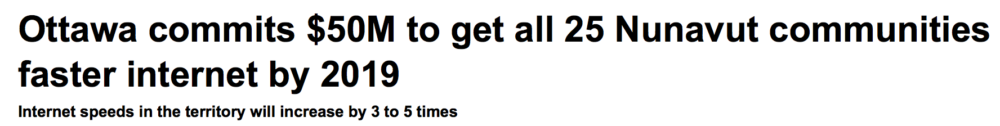 Ottawa commits $50M to get all 25 Nunavut communities
faster internet by 2019
Internet speeds in the territory will increase by 3 to 5 times